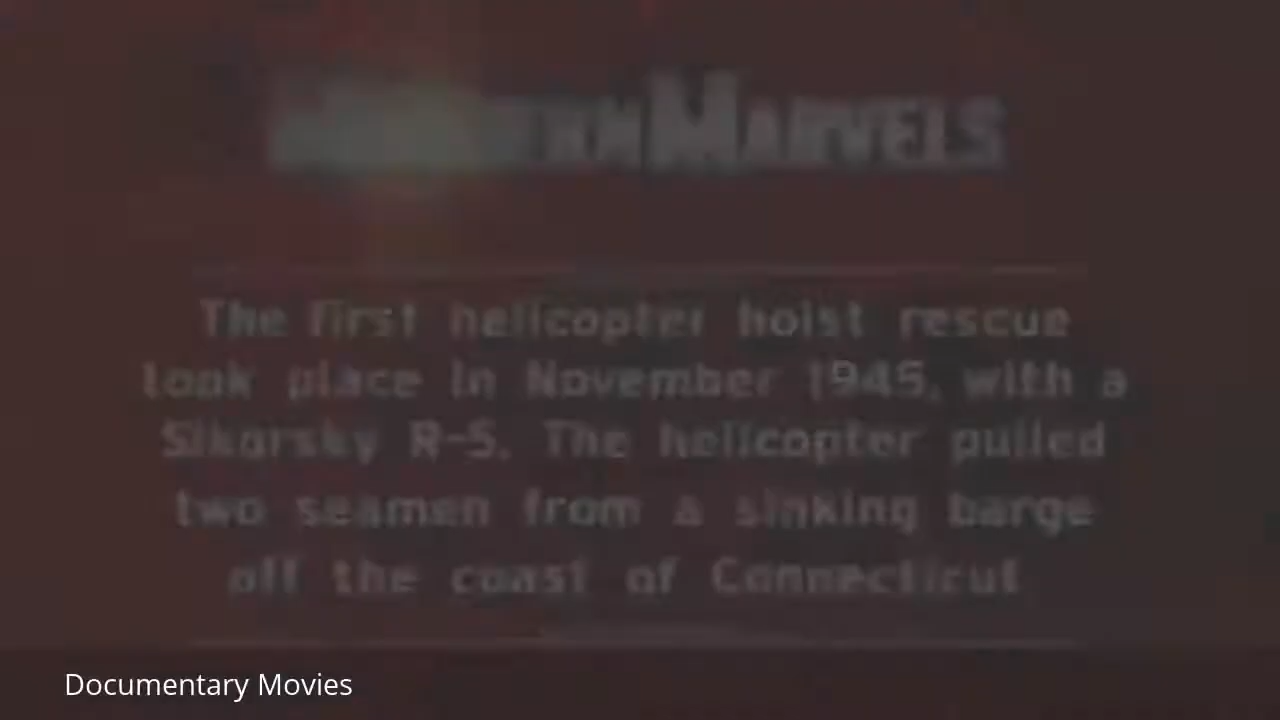 MODERN MARVELS
The first helicopter hoist rescue
took place in November 1945, with a
Sikorsky R-5. The helicopter pulled
two seamen from a sinking barge
off the coast of Connecticut
Documentary Movies